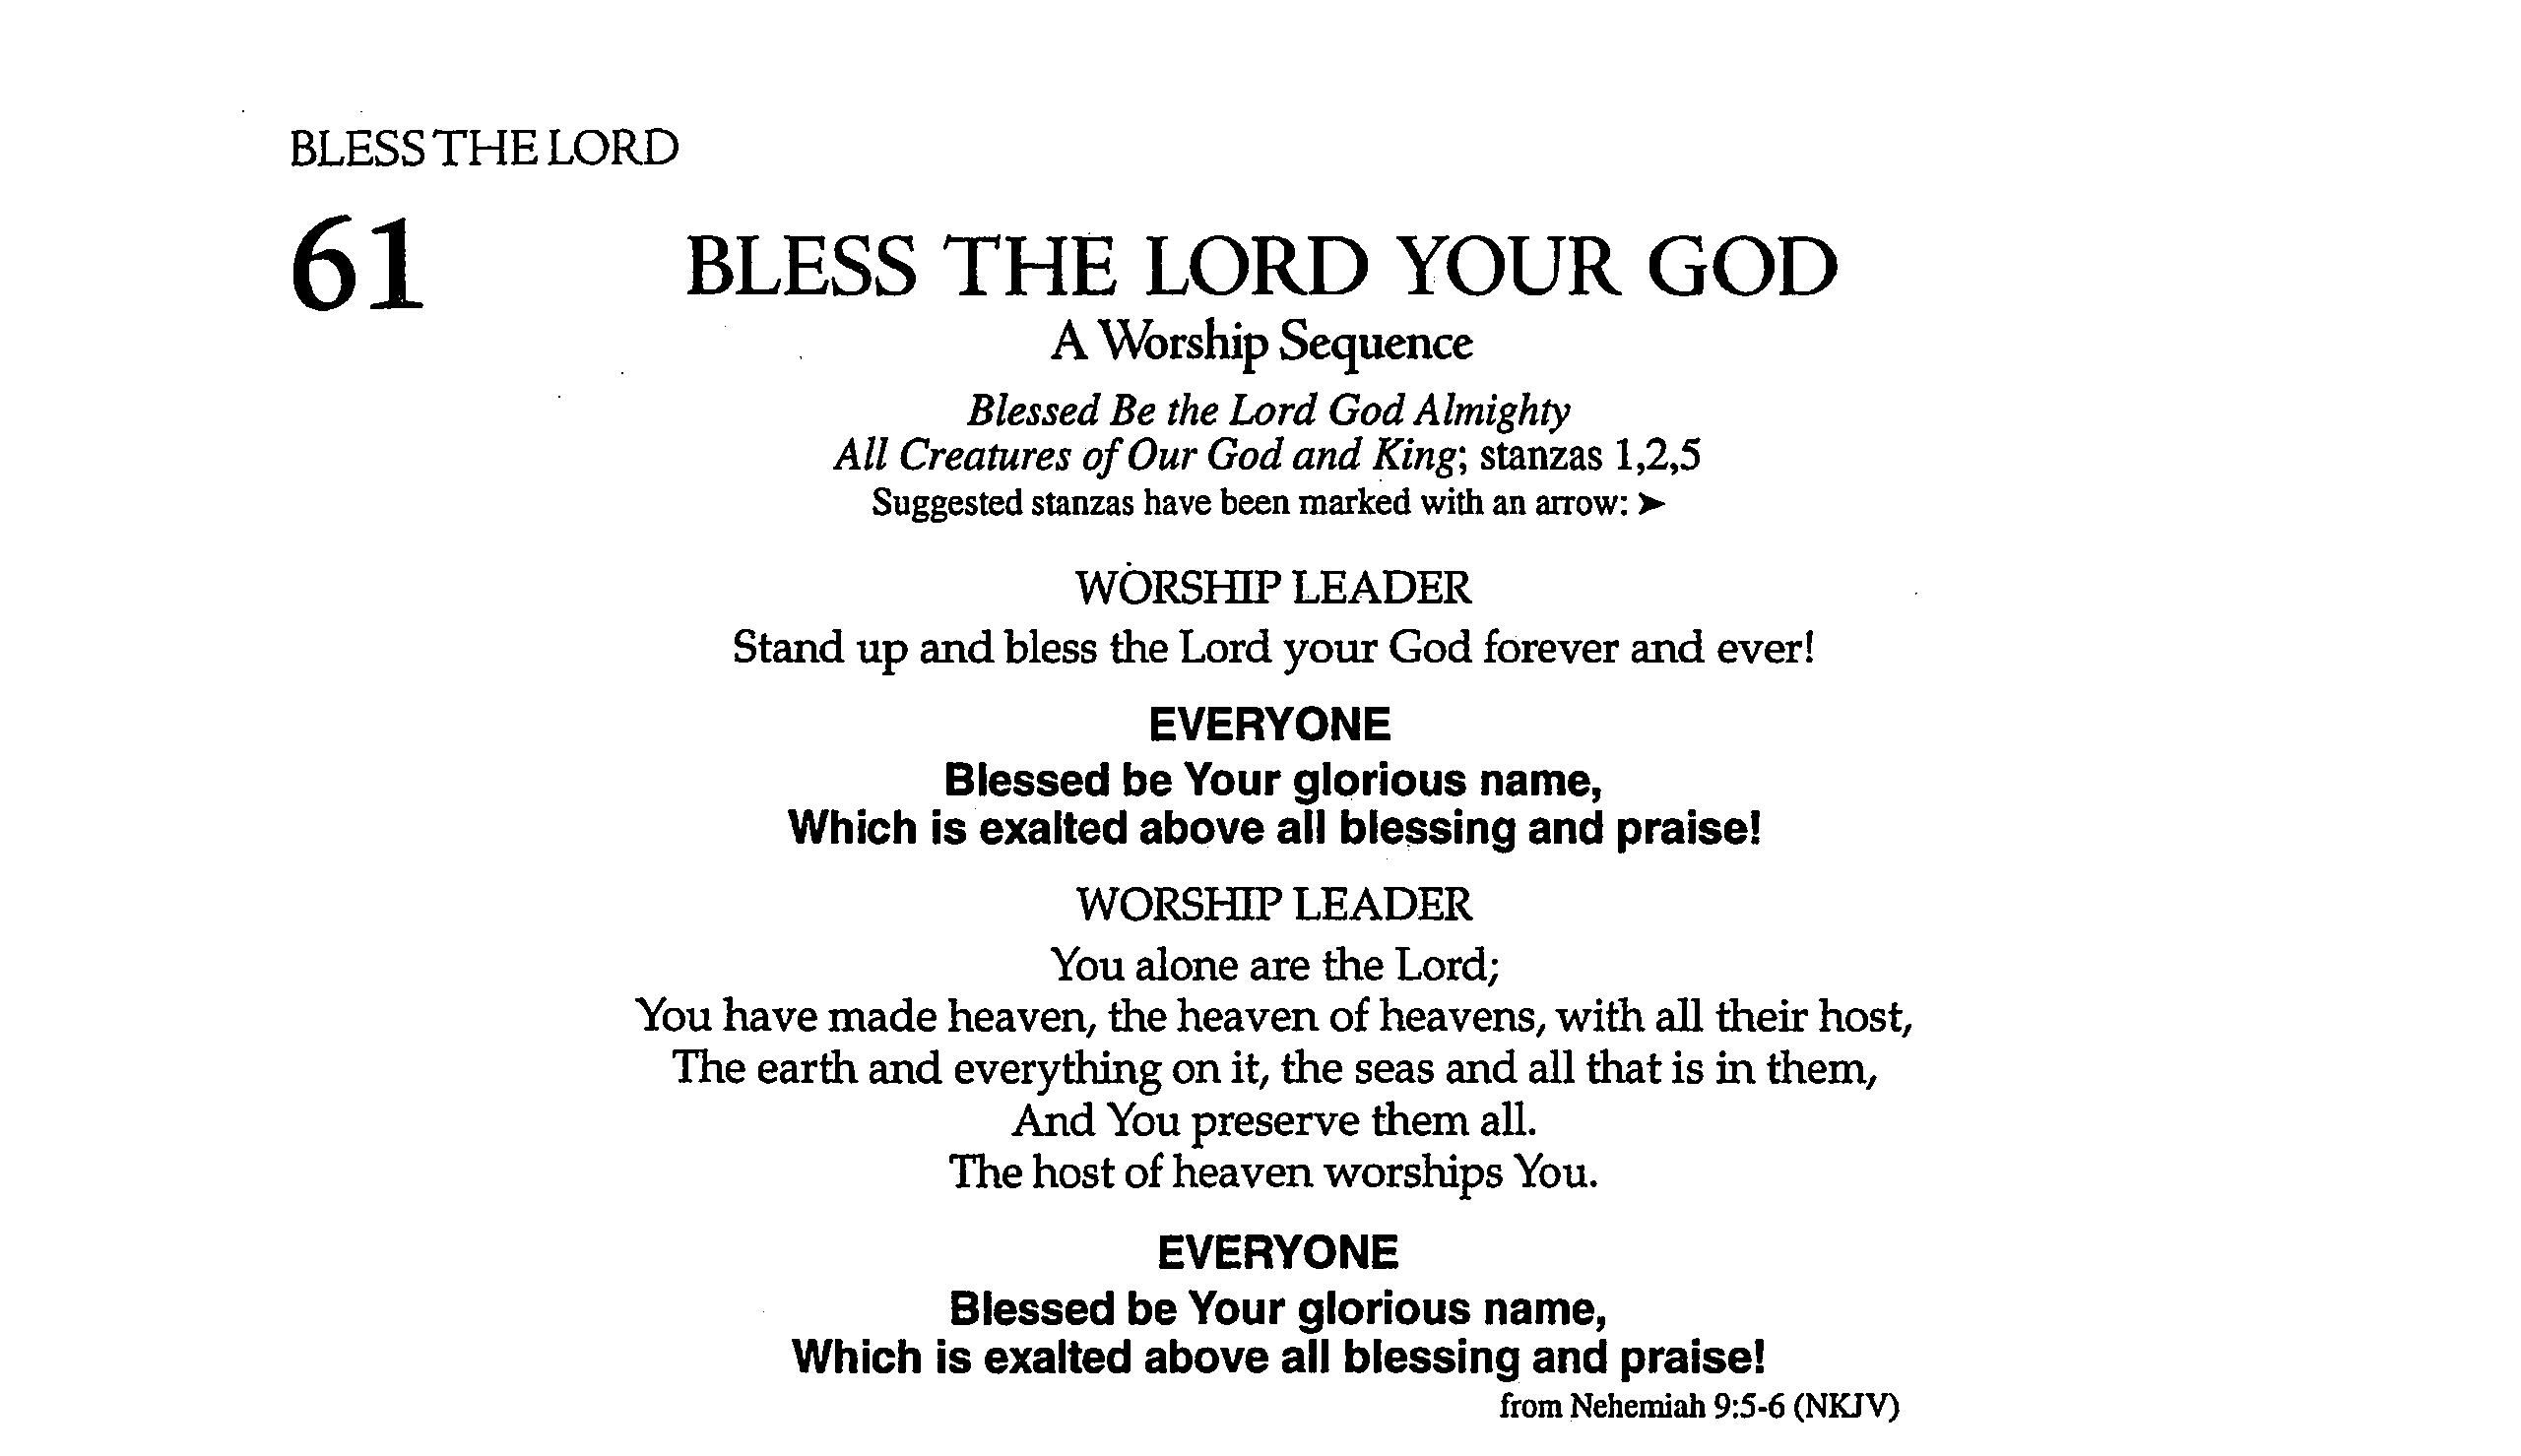 BLESS THE LORD
61
BLESS THE LORD YOUR GOD
A Worship Sequence
Blessed Be the Lord God Almighty
All Creatures of Our God and King; stanzas 1,2,5
Suggested stanzas have been marked with an arrow: ➤
WORSHIP LEADER
Stand up and bless the Lord your God forever and ever!
EVERYONE
Blessed be Your glorious name,
Which is exalted above all blessing and praise!
WORSHIP LEADER
You alone are the Lord;
You have made heaven, the heaven of heavens, with all their host,
The earth and everything on it, the seas and all that is in them,
And You preserve them all.
The host of heaven worships You.
EVERYONE
Blessed be Your glorious name,
Which is exalted above all blessing and praise!
from Nehemiah 9:5-6 (NKJV)